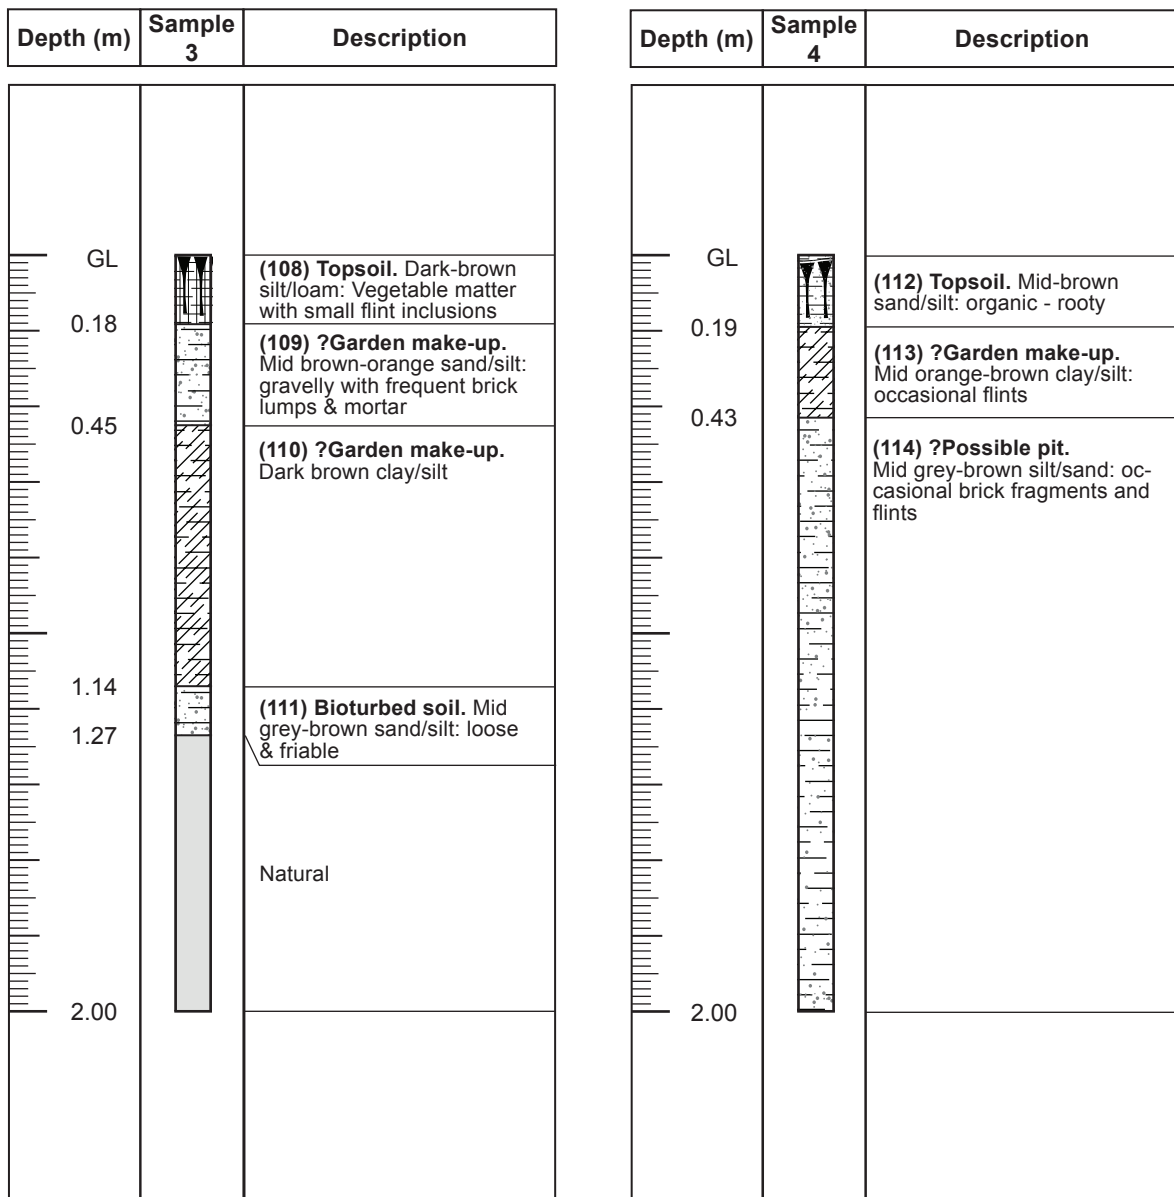 Depth (m)
Sample
3
Description
GL
(108) Topsoil. Dark-brown
silt/loam: Vegetable matter
with small flint inclusions
0.18
(109) ?Garden make-up.
Mid brown-orange sand/silt:
gravelly with frequent brick
lumps & mortar
0.45
(110) ?Garden make-up.
Dark brown clay/silt
1.14
(111) Bioturbed soil. Mid
grey-brown sand/silt: loose
& friable
1.27
Natural
2.00
Depth (m)
Sample
4
Description
GL
(112) Topsoil. Mid-brown
sand/silt: organic - rooty
0.19
(113) ?Garden make-up.
Mid orange-brown clay/silt:
occasional flints
0.43
(114) ?Possible pit.
Mid grey-brown silt/sand: oc-
casional brick fragments and
flints
2.00